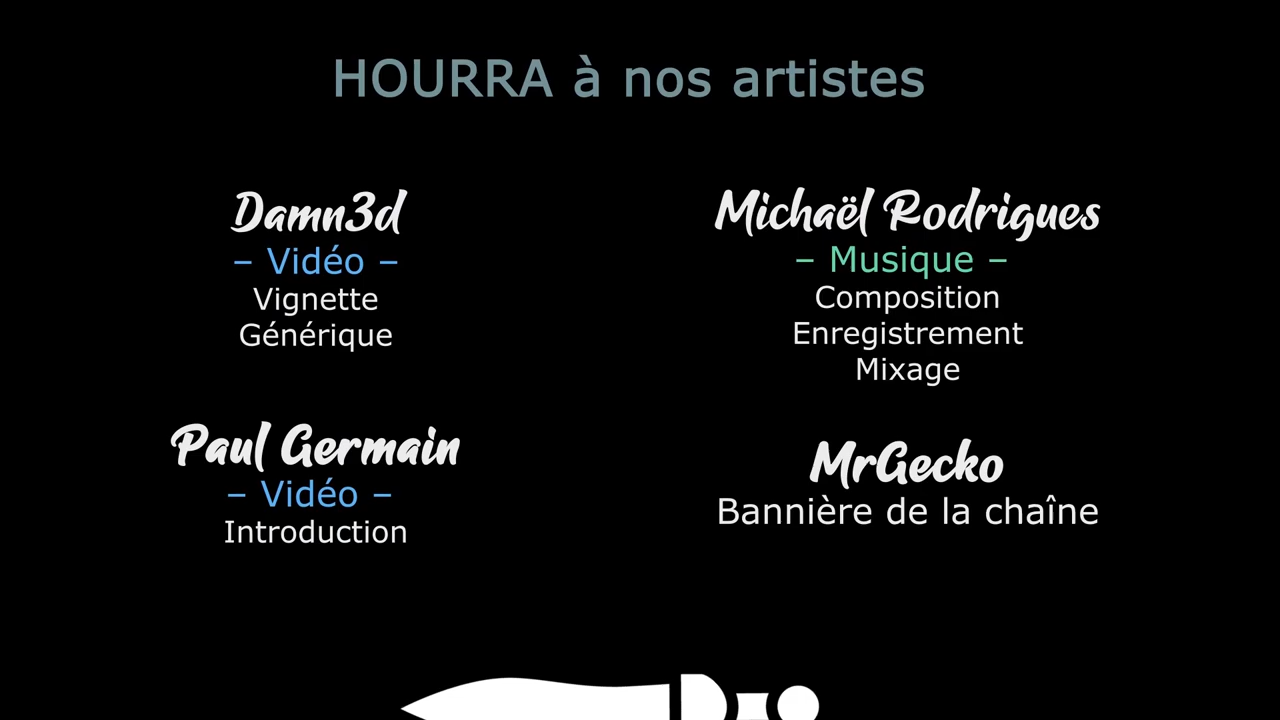 HOURRA à nos artistes
Damn3d
– Vidéo –
Vignette
Générique
Michaël Rodrigues
– Musique –
Composition
Enregistrement
Mixage
Paul Germain
– Vidéo –
Introduction
MrGecko
Bannière de la chaîne